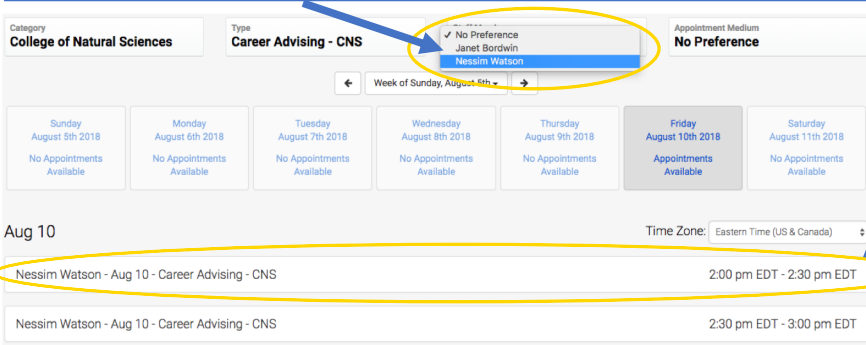 Category
College of Natural Sciences
Type
Career Advising - CNS
✓ No Preference
Janet Bordwin
Nessim Watson
Appointment Medium
No Preference
← Week of Sunday, August 5th →
Sunday
August 5th 2018
No Appointments
Available
Monday
August 6th 2018
No Appointments
Available
Tuesday
August 7th 2018
No Appointments
Available
Wednesday
August 8th 2018
No Appointments
Available
Thursday
August 9th 2018
No Appointments
Available
Friday
August 10th 2018
Appointments
Available
Saturday
August 11th 2018
No Appointments
Available
Aug 10
Time Zone: Eastern Time (US & Canada)
Nessim Watson - Aug 10 - Career Advising - CNS 2:00 pm EDT - 2:30 pm EDT
Nessim Watson - Aug 10 - Career Advising - CNS 2:30 pm EDT - 3:00 pm EDT